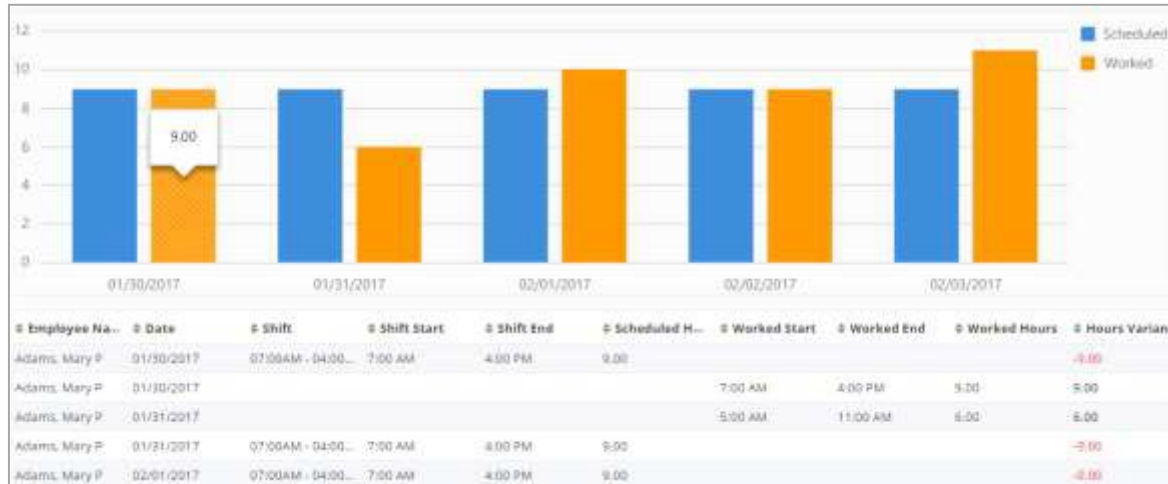 12
Scheduled
Worked
10
8
9.00
6
4
2
0
01/30/2017 01/31/2017 02/01/2017 02/02/2017 02/03/2017
Employee Na... Date Shift Shift Start Shift End Scheduled H... Worked Start Worked End Worked Hours Hours Varian
Adams, Mary P 01/30/2017 07:00AM - 04:00... 7:00 AM 4:00 PM 9.00 -9.00
Adams, Mary P 01/30/2017 7:00 AM 4:00 PM 9.00 9.00
Adams, Mary P 01/31/2017 5:00 AM 11:00 AM 6.00 6.00
Adams, Mary P 01/31/2017 07:00AM - 04:00... 7:00 AM 4:00 PM 9.00 -9.00
Adams, Mary P 02/01/2017 07:00AM - 04:00... 7:00 AM 4:00 PM 9.00 -9.00